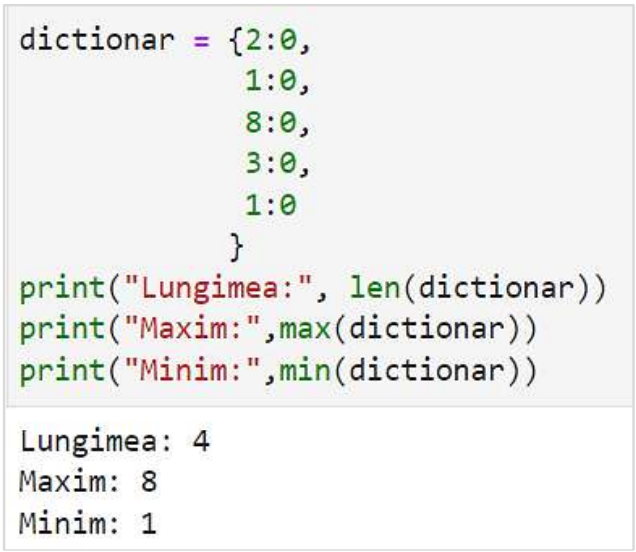 dictionar = {2:0,
1:0,
8:0,
3:0,
1:0
}
print("Lungimea:", len(dictionar))
print("Maxim:",max(dictionar))
print("Minim:",min(dictionar))
Lungimea: 4
Maxim: 8
Minim: 1